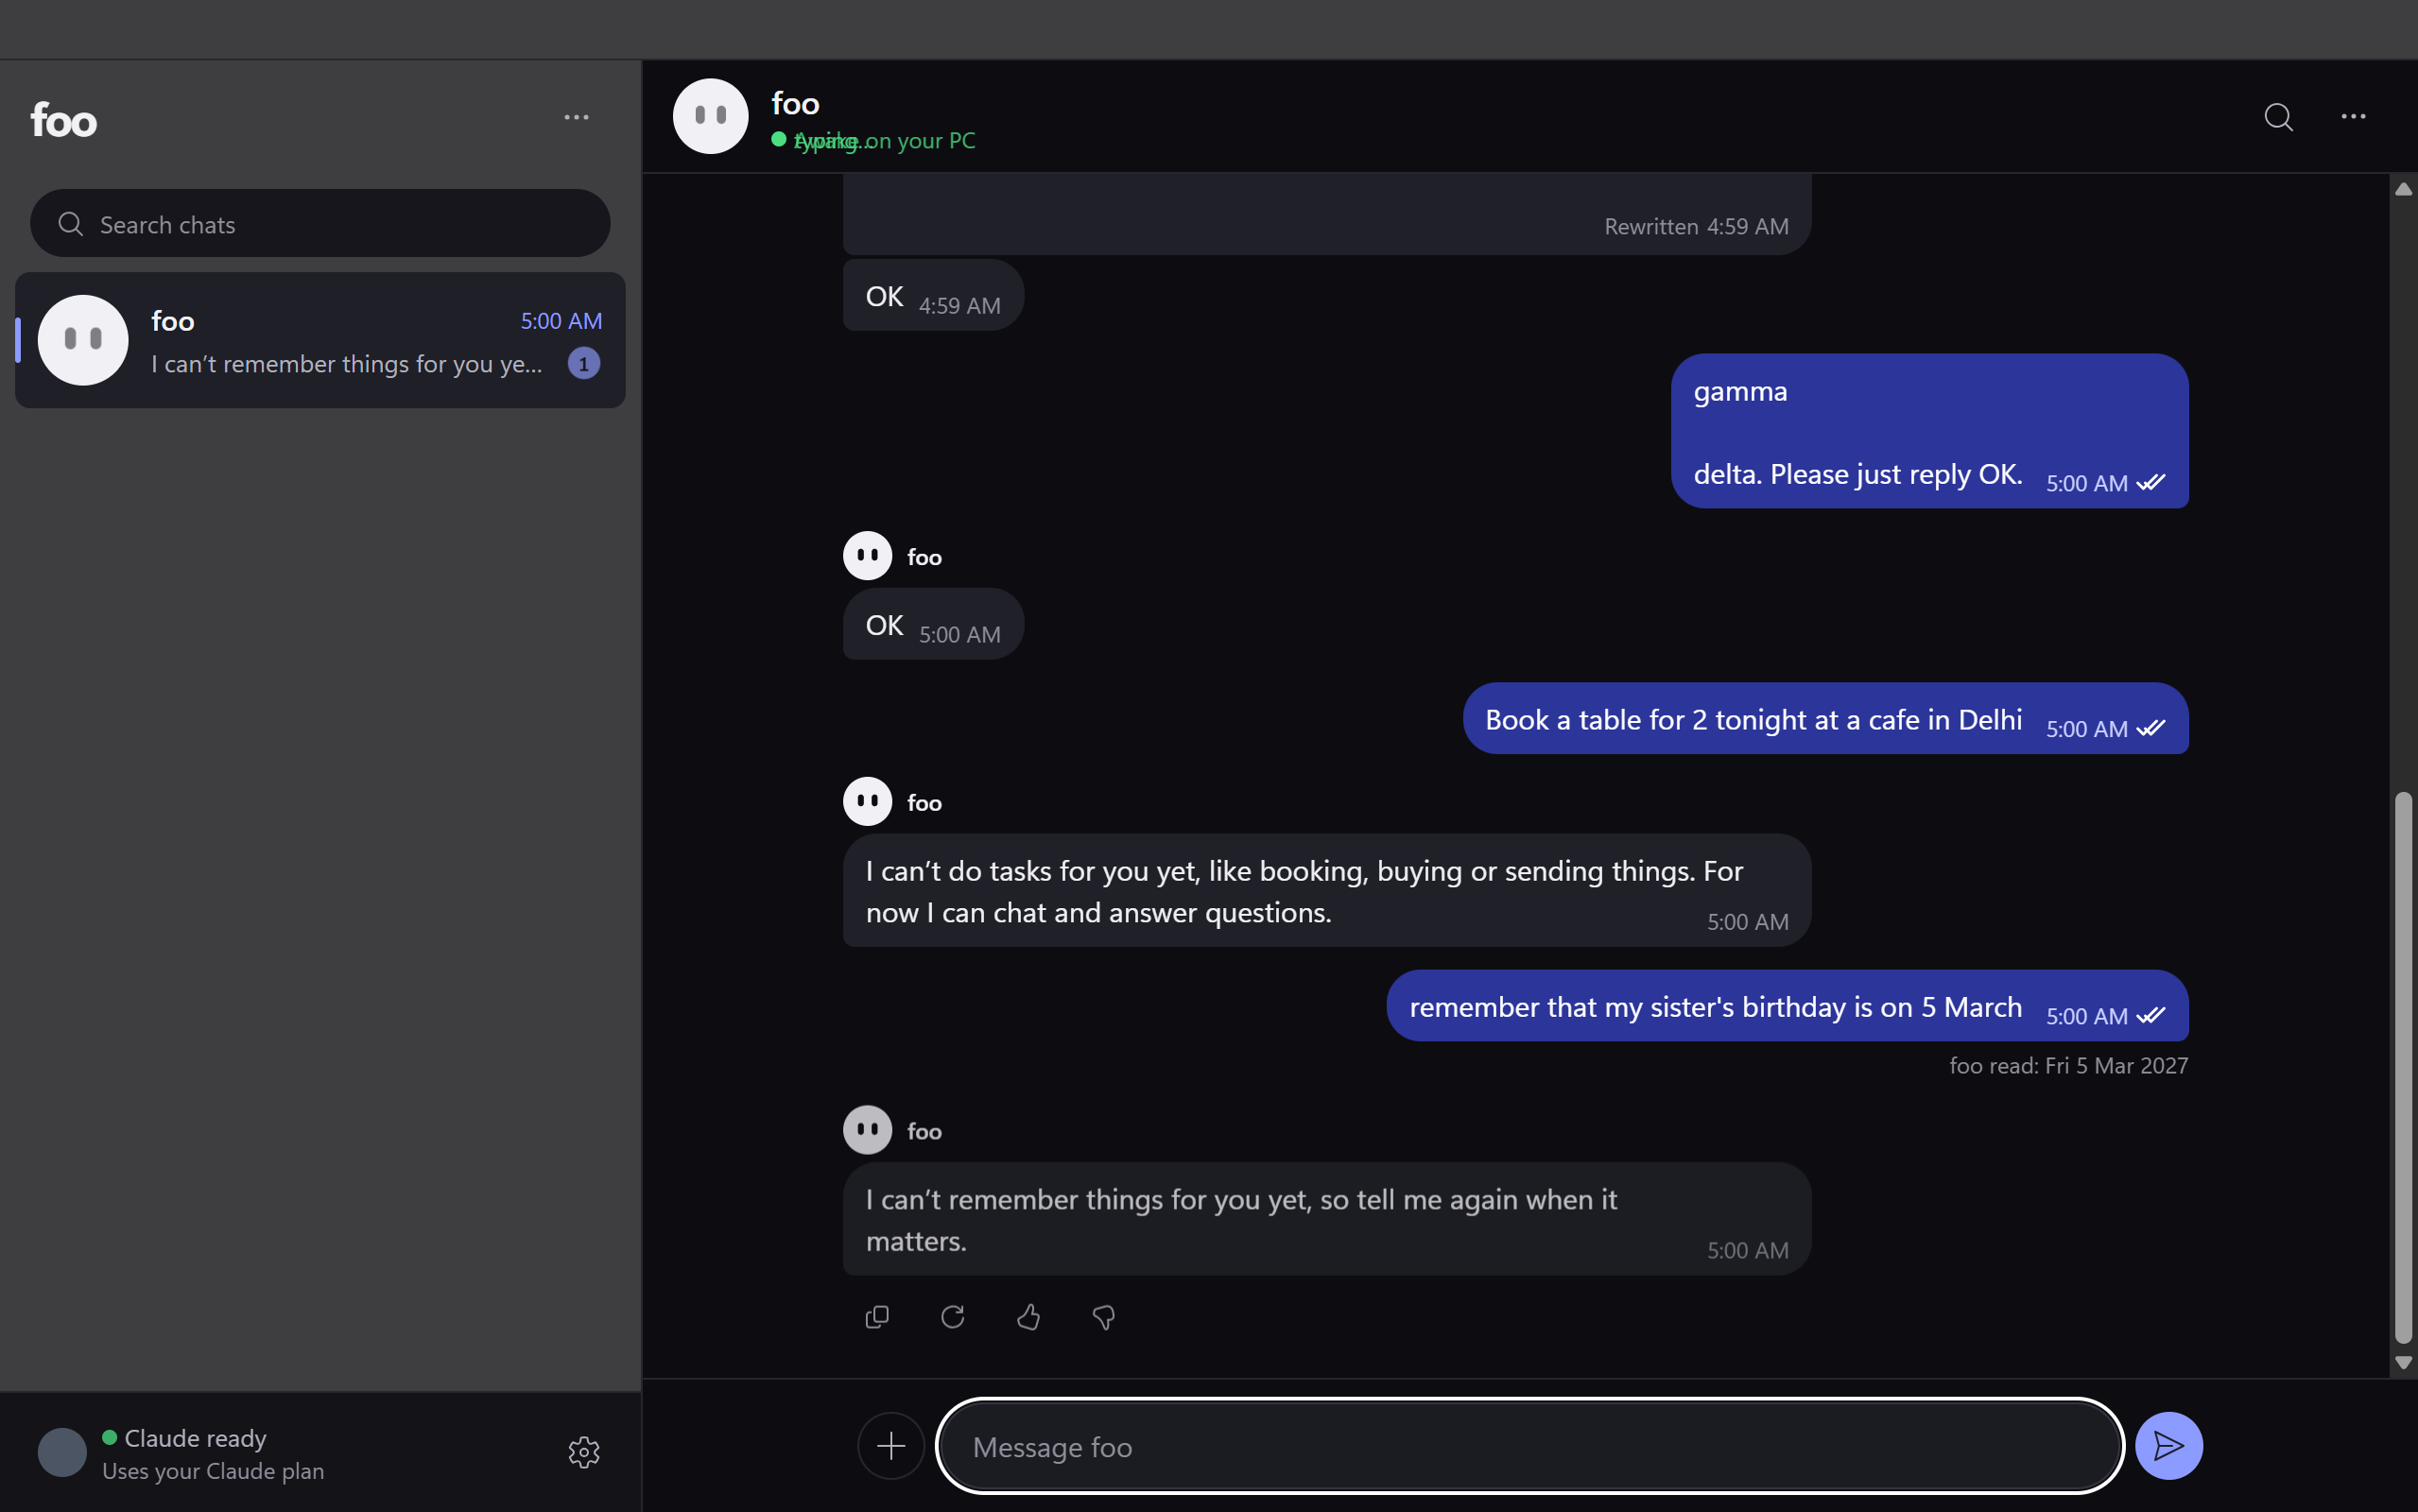 foo
Search chats
foo
5:00 AM
I can’t remember things for you ye...
1
Claude ready
Uses your Claude plan
foo
on your PC
Rewritten 4:59 AM
OK 4:59 AM
gamma
delta. Please just reply OK. 5:00 AM
foo
OK 5:00 AM
Book a table for 2 tonight at a cafe in Delhi 5:00 AM
foo
I can’t do tasks for you yet, like booking, buying or sending things. For
now I can chat and answer questions. 5:00 AM
remember that my sister's birthday is on 5 March 5:00 AM
foo read: Fri 5 Mar 2027
foo
I can’t remember things for you yet, so tell me again when it
matters. 5:00 AM
Message foo